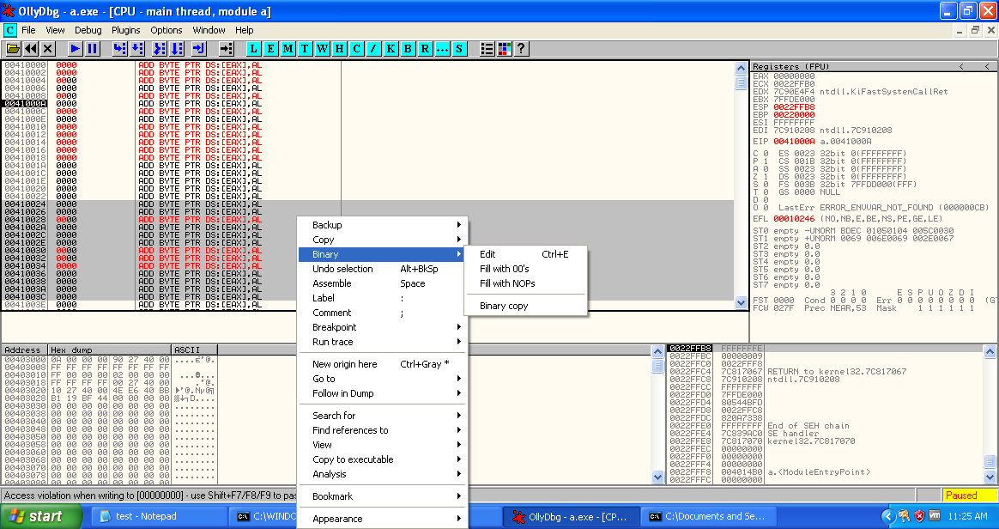 OllyDbg - a.exe - [CPU - main thread, module a]
C File View Debug Plugins Options Window Help
L E M T W H C / K B R ... S ?
00410000 0000 ADD BYTE PTR DS:[EAX],AL
00410002 0000 ADD BYTE PTR DS:[EAX],AL
00410004 0000 ADD BYTE PTR DS:[EAX],AL
00410006 0000 ADD BYTE PTR DS:[EAX],AL
00410008 0000 ADD BYTE PTR DS:[EAX],AL
0041000A 0000 ADD BYTE PTR DS:[EAX],AL
0041000C 0000 ADD BYTE PTR DS:[EAX],AL
0041000E 0000 ADD BYTE PTR DS:[EAX],AL
00410010 0000 ADD BYTE PTR DS:[EAX],AL
00410012 0000 ADD BYTE PTR DS:[EAX],AL
00410014 0000 ADD BYTE PTR DS:[EAX],AL
00410016 0000 ADD BYTE PTR DS:[EAX],AL
00410018 0000 ADD BYTE PTR DS:[EAX],AL
0041001A 0000 ADD BYTE PTR DS:[EAX],AL
0041001C 0000 ADD BYTE PTR DS:[EAX],AL
0041001E 0000 ADD BYTE PTR DS:[EAX],AL
00410020 0000 ADD BYTE PTR DS:[EAX],AL
00410022 0000 ADD BYTE PTR DS:[EAX],AL
00410024 0000 ADD BYTE PTR DS:[EAX],AL
00410026 0000 ADD BYTE PTR DS:[EAX],AL
00410028 0000 ADD BYTE PTR DS:[EAX],AL
0041002A 0000 ADD BYTE PTR DS:[EAX],AL
0041002C 0000 ADD BYTE PTR DS:[EAX],AL
0041002E 0000 ADD BYTE PTR DS:[EAX],AL
00410030 0000 ADD BYTE PTR DS:[EAX],AL
00410032 0000 ADD BYTE PTR DS:[EAX],AL
00410034 0000 ADD BYTE PTR DS:[EAX],AL
00410036 0000 ADD BYTE PTR DS:[EAX],AL
00410038 0000 ADD BYTE PTR DS:[EAX],AL
0041003A 0000 ADD BYTE PTR DS:[EAX],AL
0041003C 0000 ADD BYTE PTR DS:[EAX],AL
0041003E 0000 ADD BYTE PTR DS:[EAX],AL
Registers (FPU) < <
EAX 00000000
ECX 0022FFB0
EDX 7C90E4F4 ntdll.KiFastSystemCallRet
EBX 7FFDE000
ESP 0022FFB8
EBP 00220000
ESI FFFFFFFF
EDI 7C910208 ntdll.7C910208
EIP 0041000A a.0041000A
C 0 ES 0023 32bit 0(FFFFFFFF)
P 1 CS 001B 32bit 0(FFFFFFFF)
A 0 SS 0023 32bit 0(FFFFFFFF)
Z 1 DS 0023 32bit 0(FFFFFFFF)
S 0 FS 003B 32bit 7FFDD000(FFF)
T 0 GS 0000 NULL
D 0
O 0 LastErr ERROR_ENVVAR_NOT_FOUND (000000CB)
EFL 00010246 (NO,NB,E,BE,NS,PE,GE,LE)
ST0 empty -UNORM BDEC 01050104 005C0030
ST1 empty +UNORM 0069 006E0069 002E0067
ST2 empty 0.0
ST3 empty 0.0
ST4 empty 0.0
ST5 empty 0.0
ST6 empty 0.0
ST7 empty 0.0
3 2 1 0 E S P U O Z D I
FST 0000 Cond 0 0 0 0 Err 0 0 0 0 0 0 0 0 (GT
FCW 027F Prec NEAR,53 Mask 1 1 1 1 1 1
Backup
Copy
Binary
Undo selection Alt+BkSp
Assemble Space
Label :
Comment ;
Breakpoint
Run trace
New origin here Ctrl+Gray *
Go to
Follow in Dump
Search for
Find references to
View
Copy to executable
Analysis
Bookmark
Appearance
Edit Ctrl+E
Fill with 00's
Fill with NOPs
Binary copy
Address Hex dump ASCII
00403000 0A 00 00 00 90 27 40 00
00403008 FF FF FF FF FF FF FF FF
00403010 FF 00 00 00 02 00 00 00
00403018 FF FF FF FF 00 27 40 00
00403020 10 27 40 00 4E E6 40 BB
00403028 B1 19 BF 44 00 00 00 00
00403030 00 00 00 00 00 00 00 00
00403038 00 00 00 00 00 00 00 00
00403040 00 00 00 00 00 00 00 00
00403048 00 00 00 00 00 00 00 00
00403050 00 00 00 00 00 00 00 00
00403058 00 00 00 00 00 00 00 00
00403060 00 00 00 00 00 00 00 00
00403068 00 00 00 00 00 00 00 00
00403070 00 00 00 00 00 00 00 00
00403078 00 00 00 00 00 00 00 00
0022FFB8 FFFFFFFE
0022FFBC 00000009
0022FFC0 0022FFF8
0022FFC4 7C817067 RETURN to kernel32.7C817067
0022FFC8 7C910208 ntdll.7C910208
0022FFCC FFFFFFFF
0022FFD0 7FFDE000
0022FFD4 80544BFD
0022FFD8 0022FFC8
0022FFDC 820A7338
0022FFE0 FFFFFFFF End of SEH chain
0022FFE4 7C839AC0 SE handler
0022FFE8 7C817070 kernel32.7C817070
0022FFEC 00000000
0022FFF0 00000000
0022FFF4 00000000
0022FFF8 004014B0 a.<ModuleEntryPoint>
0022FFFC 00000000
Access violation when writing to [00000000] - use Shift+F7/F8/F9 to pas
Paused
start
test - Notepad
C:\WINDO
OllyDbg - a.exe - [CP...
C:\Documents and Se...
11:25 AM